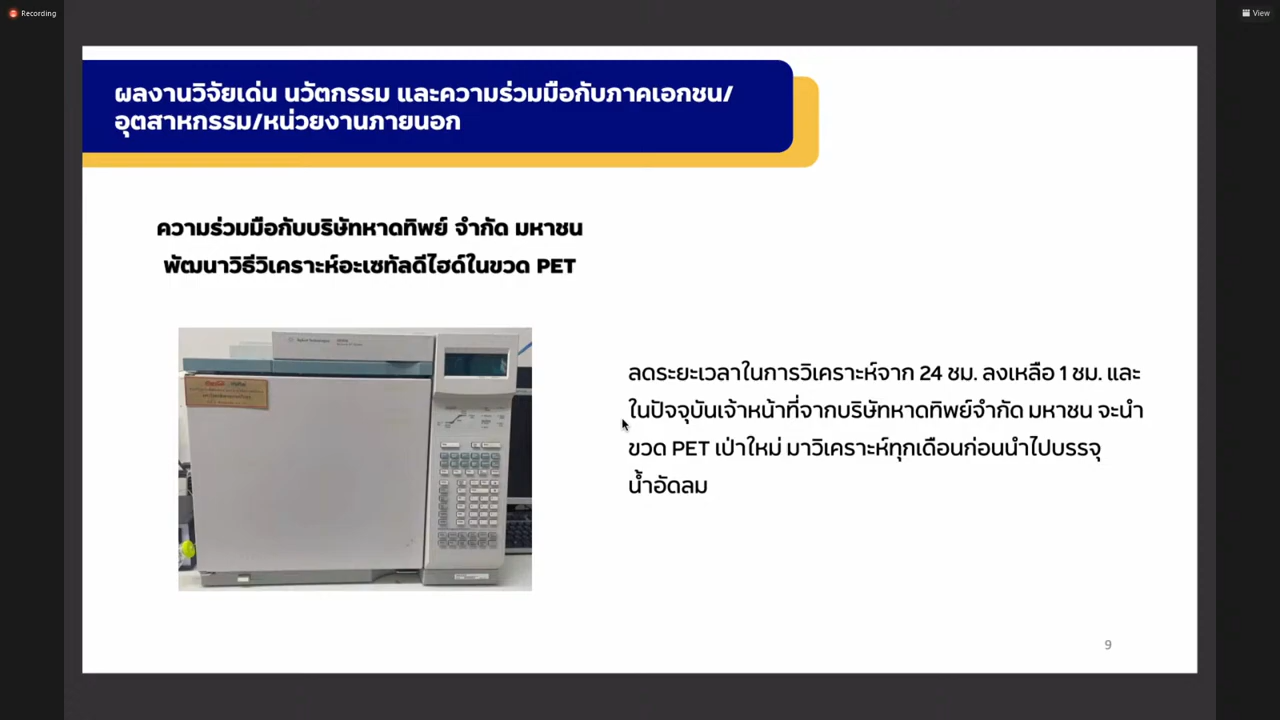 Recording
View
ผลงานวิจัยเด่น นวัตกรรม และความร่วมมือกับภาคเอกชน/
อุตสาหกรรม/หน่วยงานภายนอก
ความร่วมมือกับบริษัทหาดทิพย์ จำกัด มหาชน
พัฒนาวิธีวิเคราะห์อะเซทัลดีไฮด์ในขวด PET
Agilent Technologies
ลดระยะเวลาในการวิเคราะห์จาก 24 ชม. ลงเหลือ 1 ชม. และ
ในปัจจุบันเจ้าหน้าที่จากบริษัทหาดทิพย์จำกัด มหาชน จะนำ
ขวด PET เป่าใหม่ มาวิเคราะห์ทุกเดือนก่อนนำไปบรรจุ
น้ำอัดลม
9